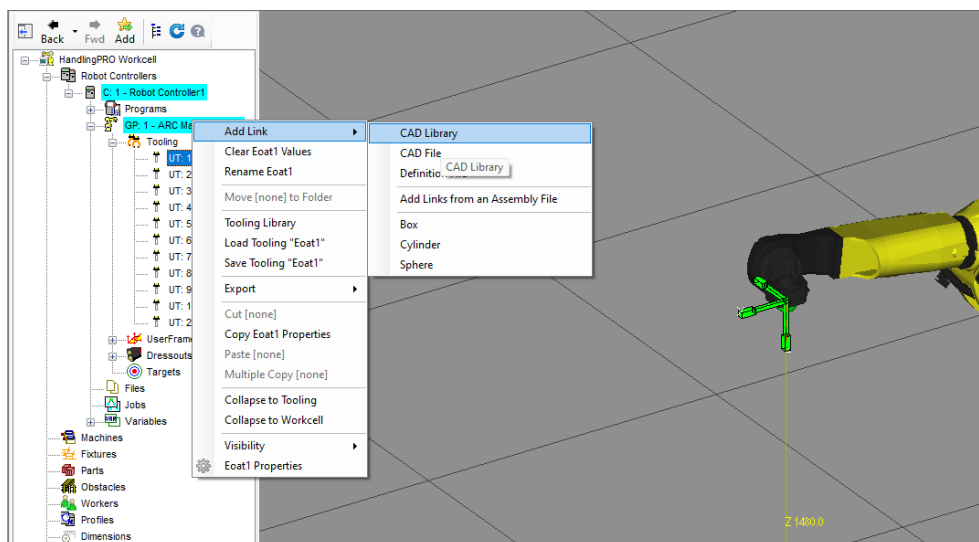 Back Fwd Add
HandlingPRO Workcell
Robot Controllers
C: 1 - Robot Controller1
Programs
GP: 1 - ARC Ma
Tooling
UT: 1
UT: 2
UT: 3
UT: 4
UT: 5
UT: 6
UT: 7
UT: 8
UT: 9
UT: 1
UT: 2
UserFram
Dressouts
Targets
Files
Jobs
Variables
Machines
Fixtures
Parts
Obstacles
Workers
Profiles
Dimensions
Add Link
Clear Eoat1 Values
Rename Eoat1
Move [none] to Folder
Tooling Library
Load Tooling "Eoat1"
Save Tooling "Eoat1"
Export
Cut [none]
Copy Eoat1 Properties
Paste [none]
Multiple Copy [none]
Collapse to Tooling
Collapse to Workcell
Visibility
Eoat1 Properties
CAD Library
CAD File
CAD Library
Add Links from an Assembly File
Box
Cylinder
Sphere
Z 1480.0